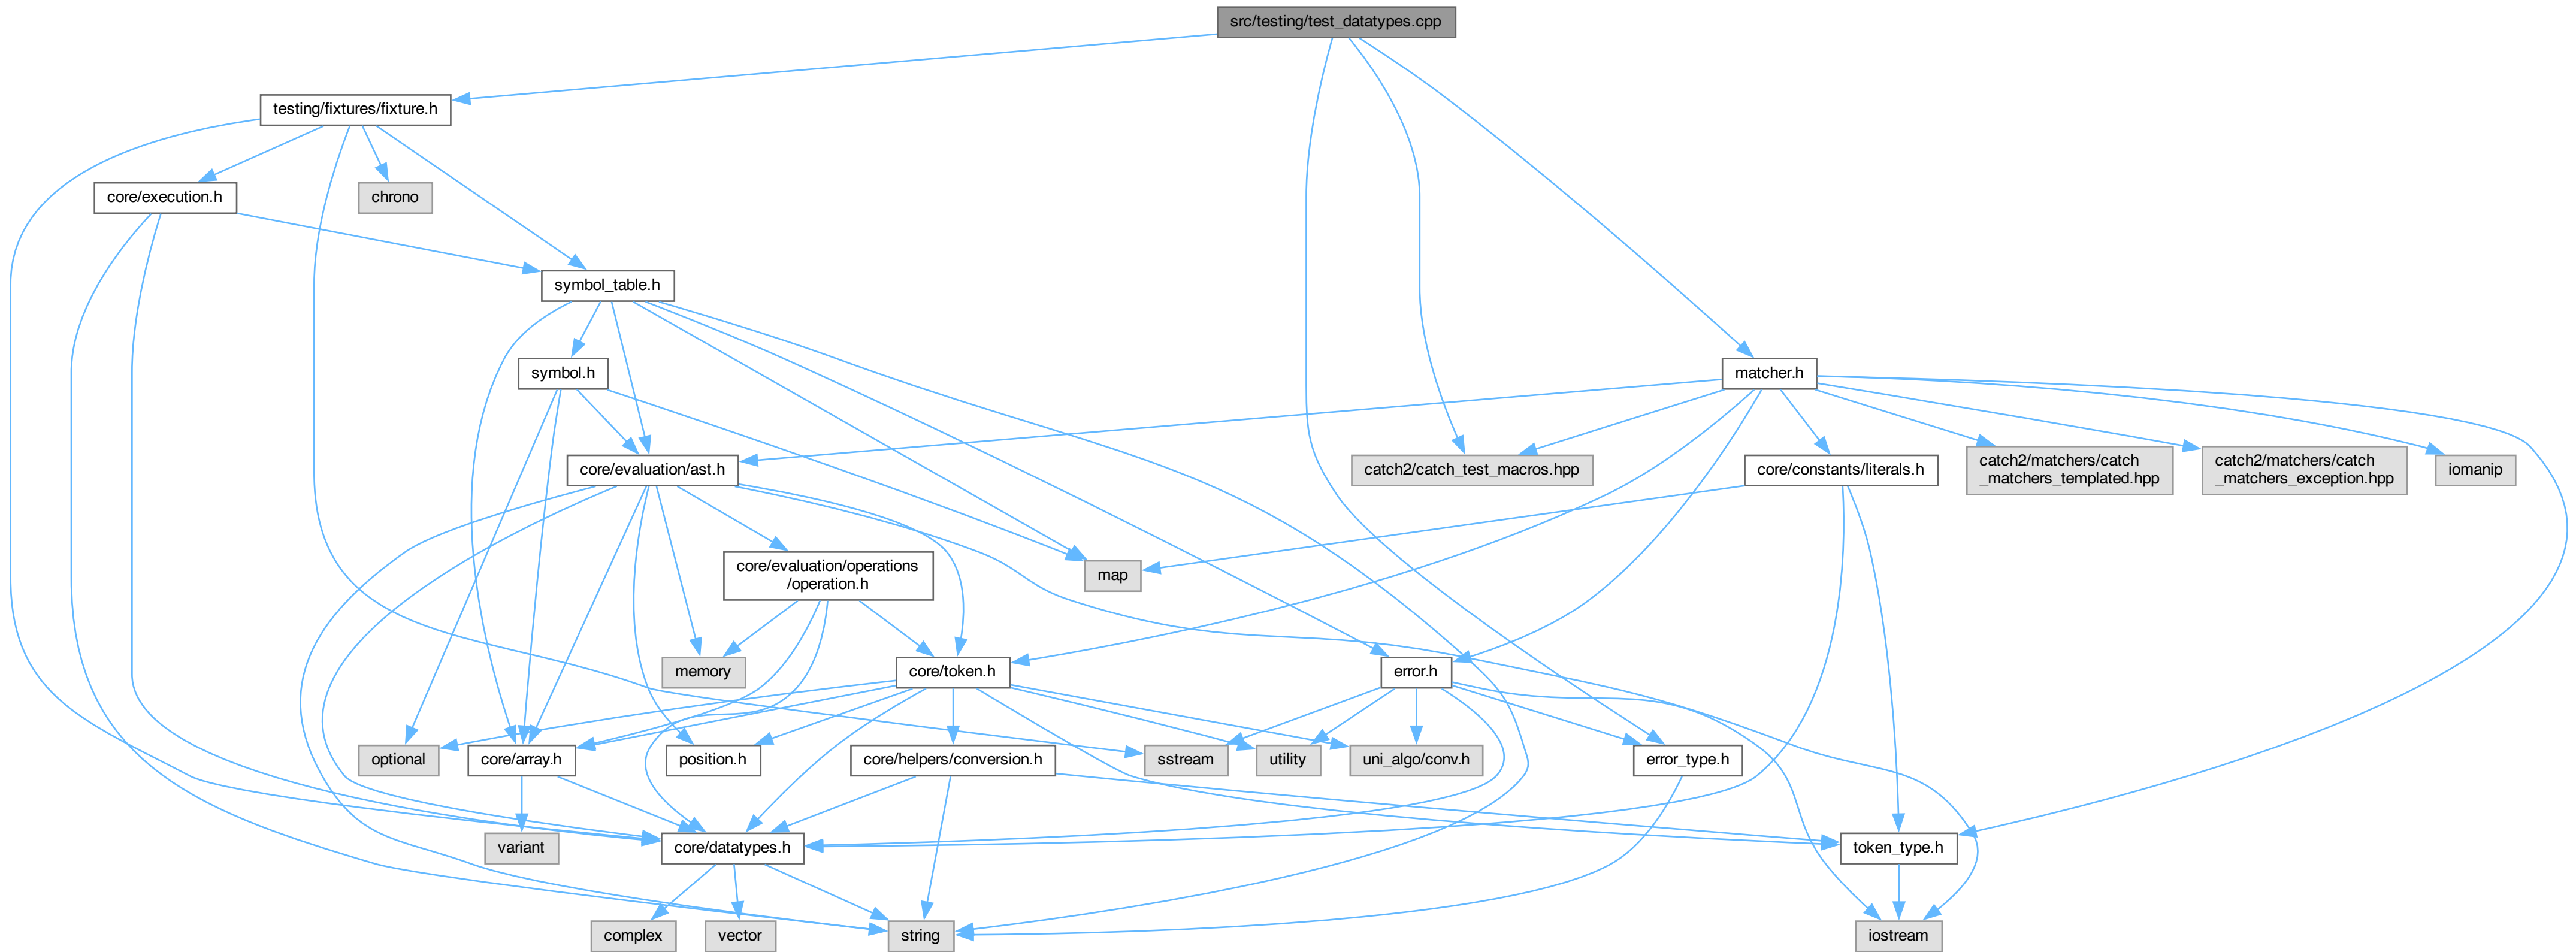 src/testing/test_datatypes.cpp
testing/fixtures/fixture.h
core/execution.h
chrono
symbol_table.h
symbol.h
matcher.h
core/evaluation/ast.h
catch2/catch_test_macros.hpp
core/constants/literals.h
catch2/matchers/catch
_matchers_templated.hpp
catch2/matchers/catch
_matchers_exception.hpp
iomanip
core/evaluation/operations
/operation.h
map
memory
core/token.h
error.h
optional
core/array.h
position.h
core/helpers/conversion.h
sstream
utility
uni_algo/conv.h
error_type.h
variant
core/datatypes.h
token_type.h
complex
vector
string
iostream